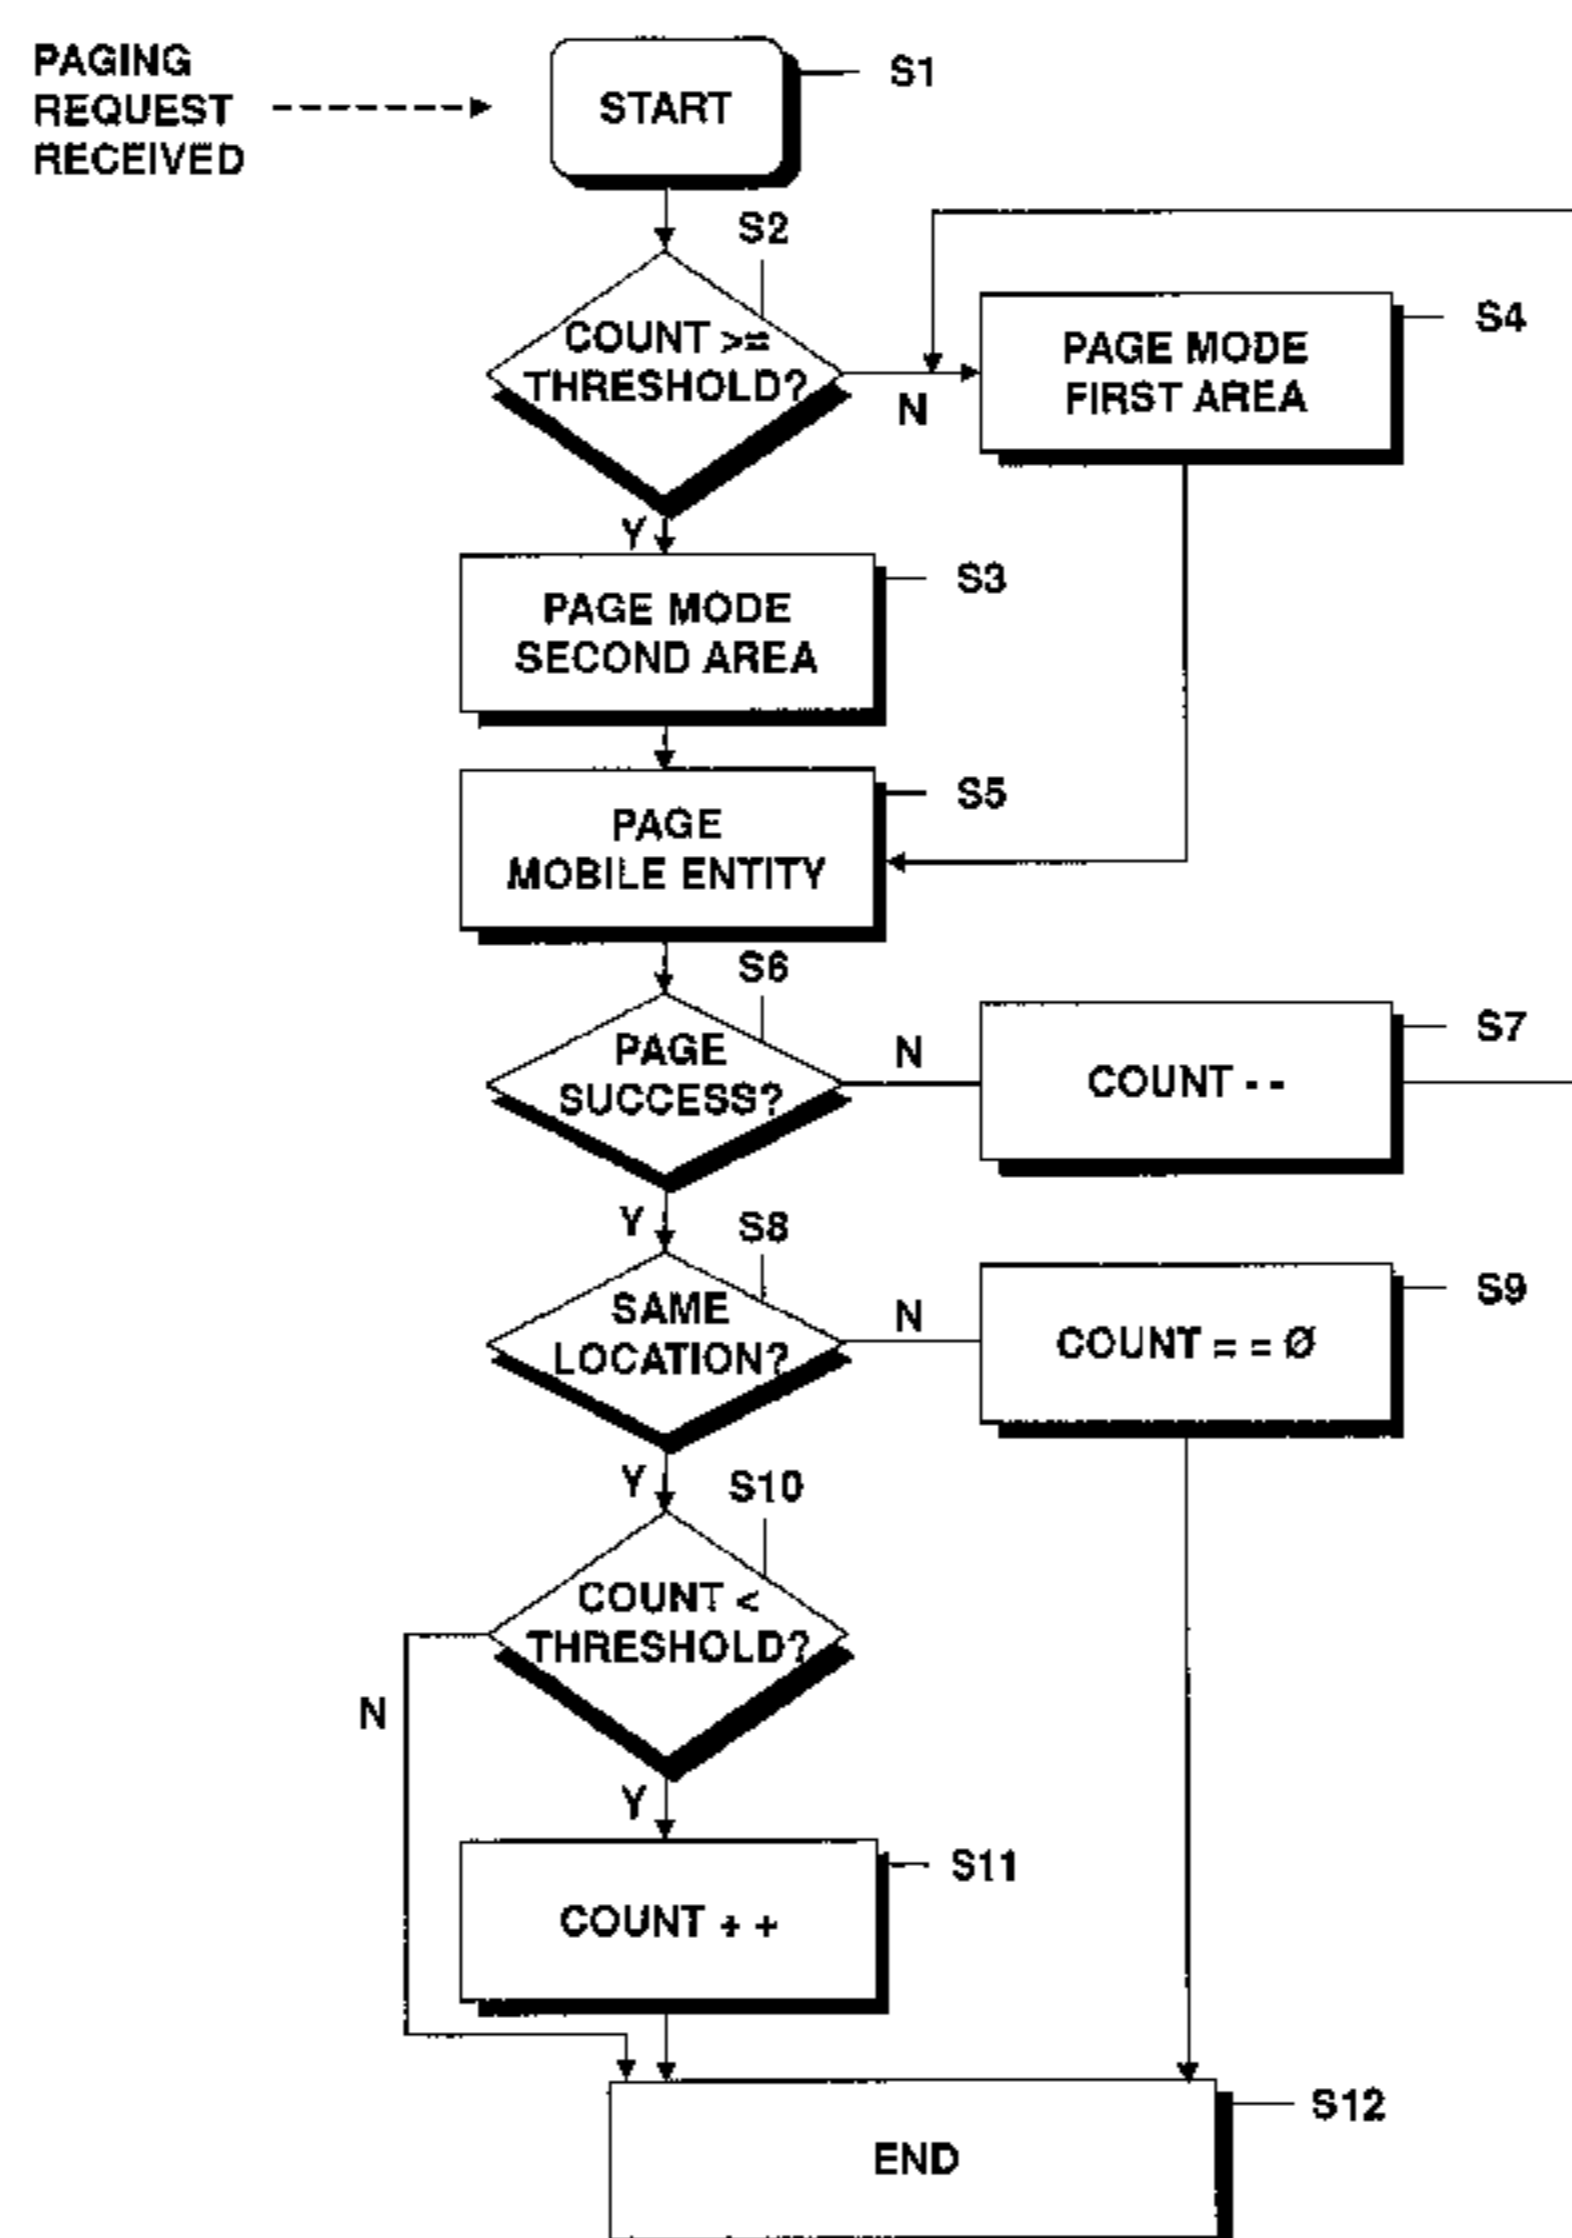 PAGING
REQUEST
RECEIVED
START
S1
S2
COUNT >=
THRESHOLD?
N
PAGE MODE
FIRST AREA
S4
Y
PAGE MODE
SECOND AREA
S3
PAGE
MOBILE ENTITY
S5
S6
PAGE
SUCCESS?
N
COUNT - -
S7
Y
S8
SAME
LOCATION?
N
COUNT = = Ø
S9
Y
S10
COUNT <
THRESHOLD?
N
Y
COUNT + +
S11
END
S12